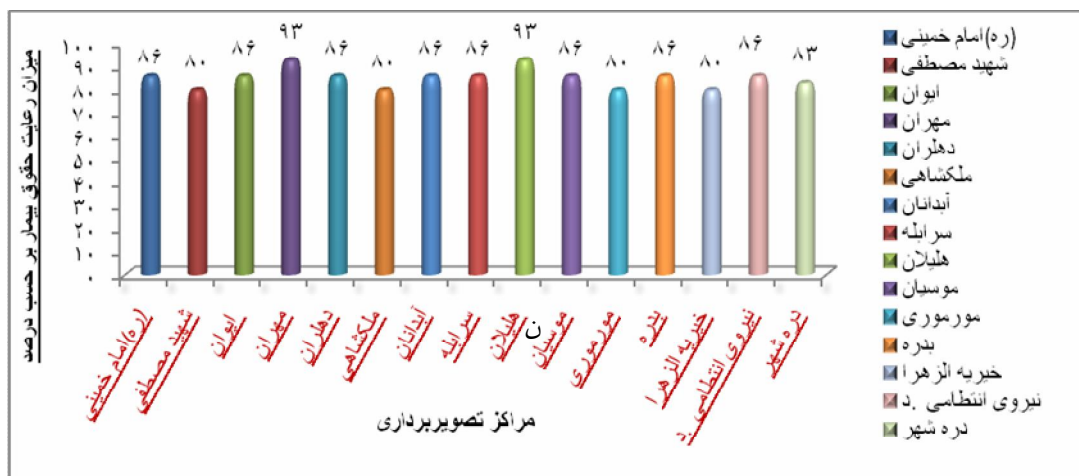 میزان رعایت حقوق بیمار بر حسب درصد
۱۰۰
۹۰
۸۰
۷۰
۶۰
۵۰
۴۰
۳۰
۲۰
۱۰
۰
۸۶ ۸۰ ۸۶ ۹۳ ۸۶ ۸۰ ۸۶ ۸۶ ۹۳ ۸۶ ۸۰ ۸۶ ۸۰ ۸۶ ۸۳
(ره)امام خمینی
شهید مصطفی
ایوان
مهران
دهلران
ملکشاهی
آبدانان
سرابله
هلیلان
ن
موسیان
مورموری
بدره
خیریه الزهرا
نیروی انتظامی .د
دره شهر
مراکز تصویربرداری
(ره)امام خمینی
شهید مصطفی
ایوان
مهران
دهلران
ملکشاهی
آبدانان
سرابله
هلیلان
موسیان
مورموری
بدره
خیریه الزهرا
نیروی انتظامی .د
دره شهر